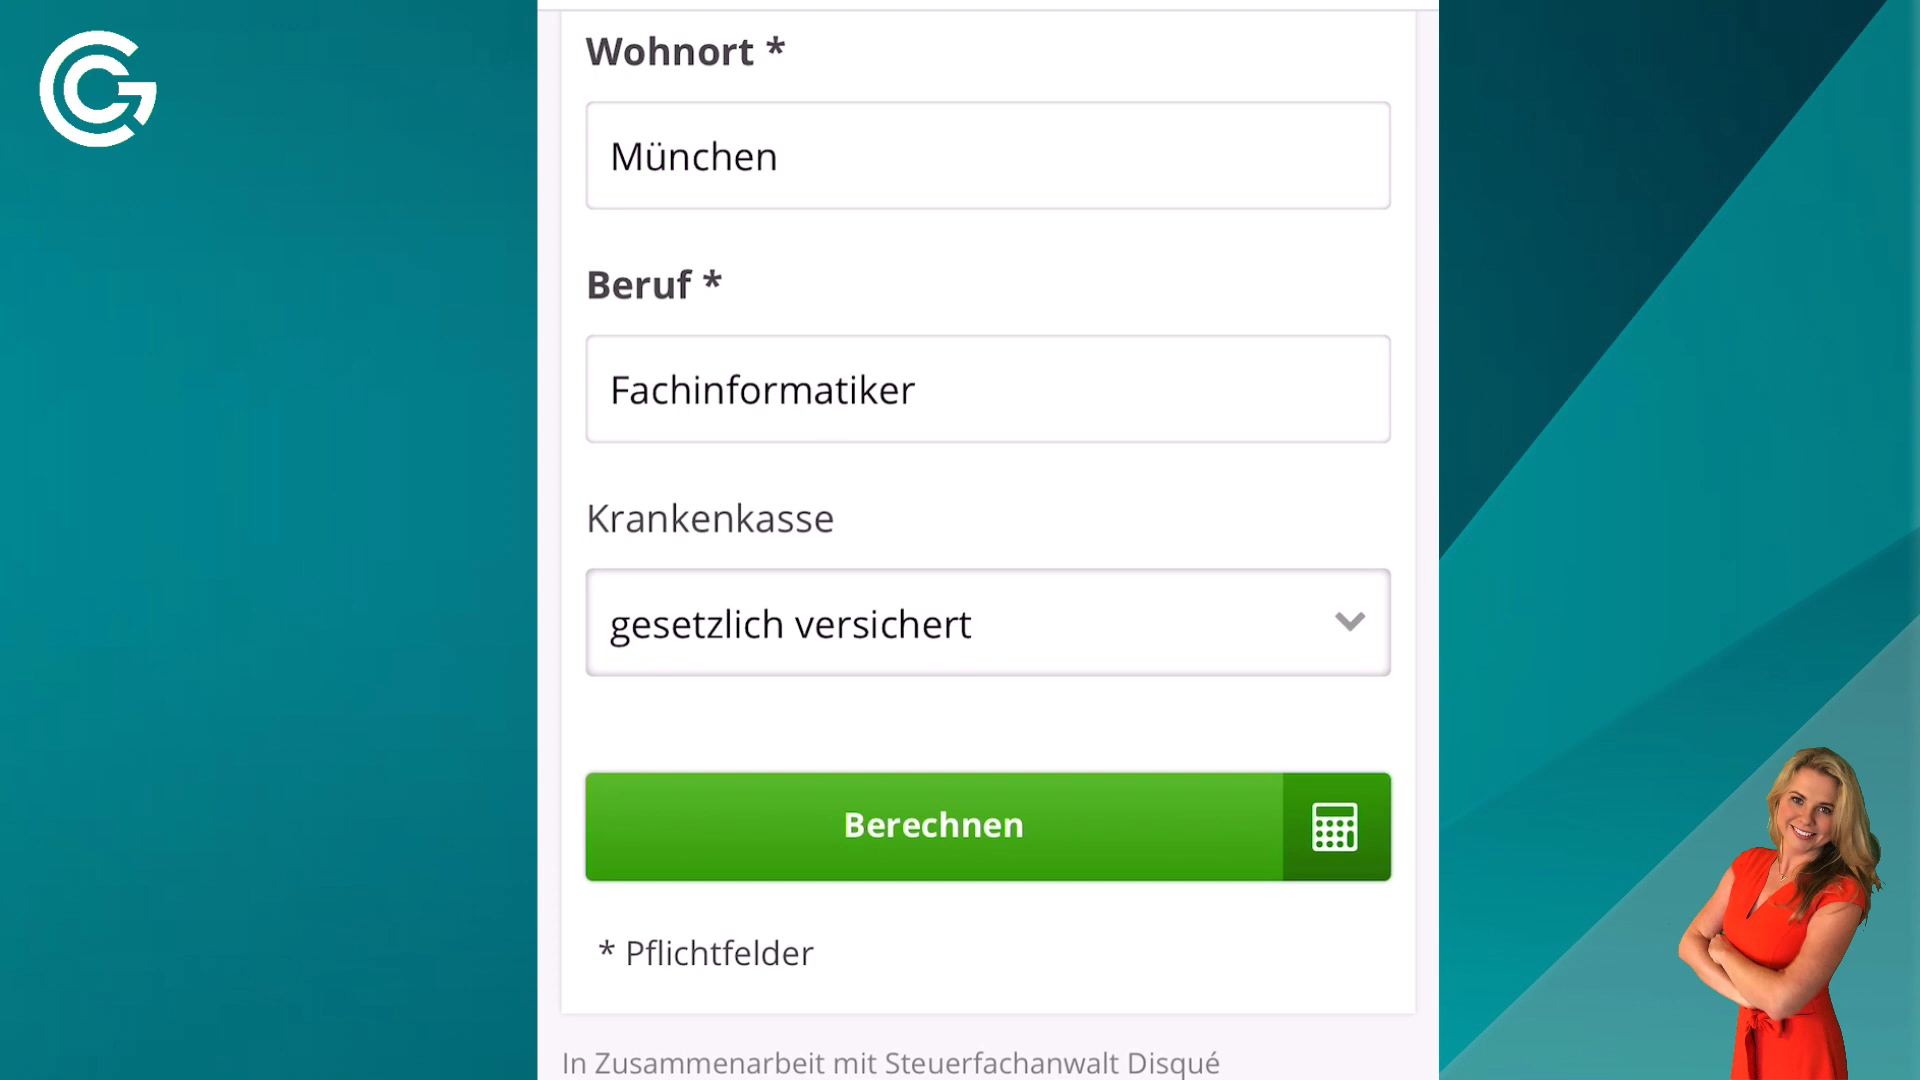 Wohnort *
München
Beruf *
Fachinformatiker
Krankenkasse
gesetzlich versichert
Berechnen
* Pflichtfelder
In Zusammenarbeit mit Steuerfachanwalt Disqué